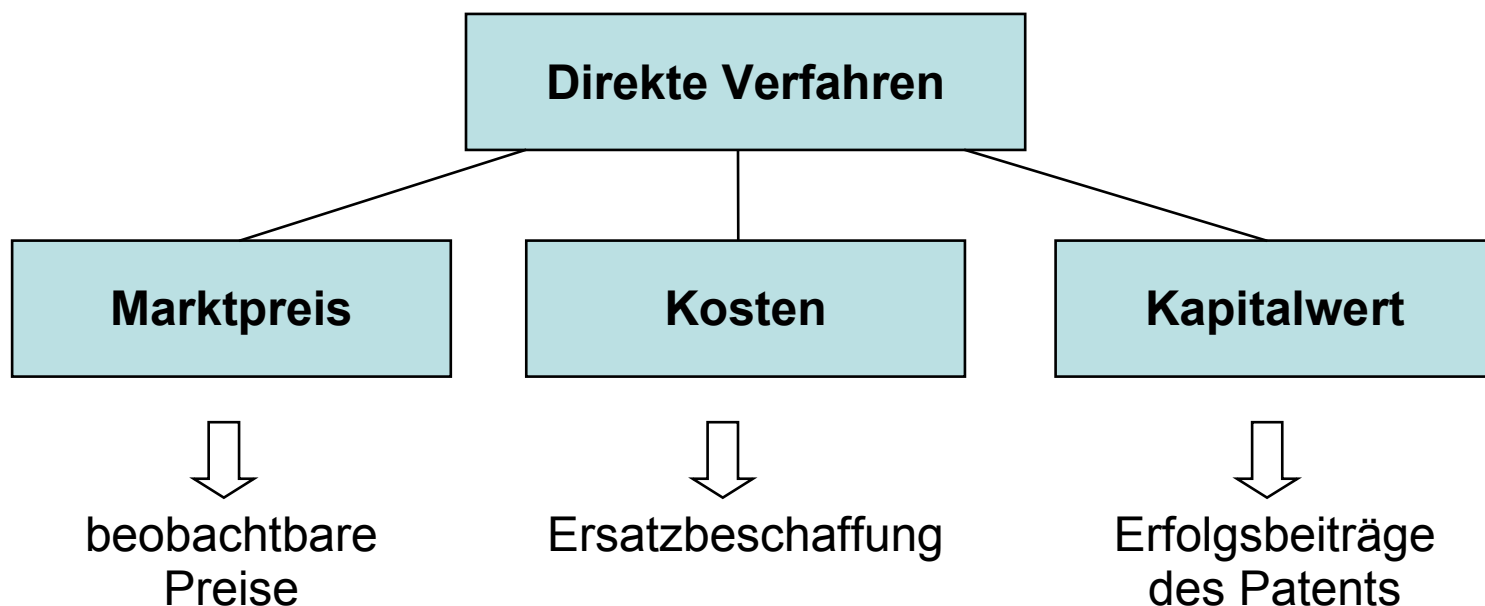 Direkte Verfahren
Marktpreis
Kosten
Kapitalwert
beobachtbare
Preise
Ersatzbeschaffung
Erfolgsbeiträge
des Patents